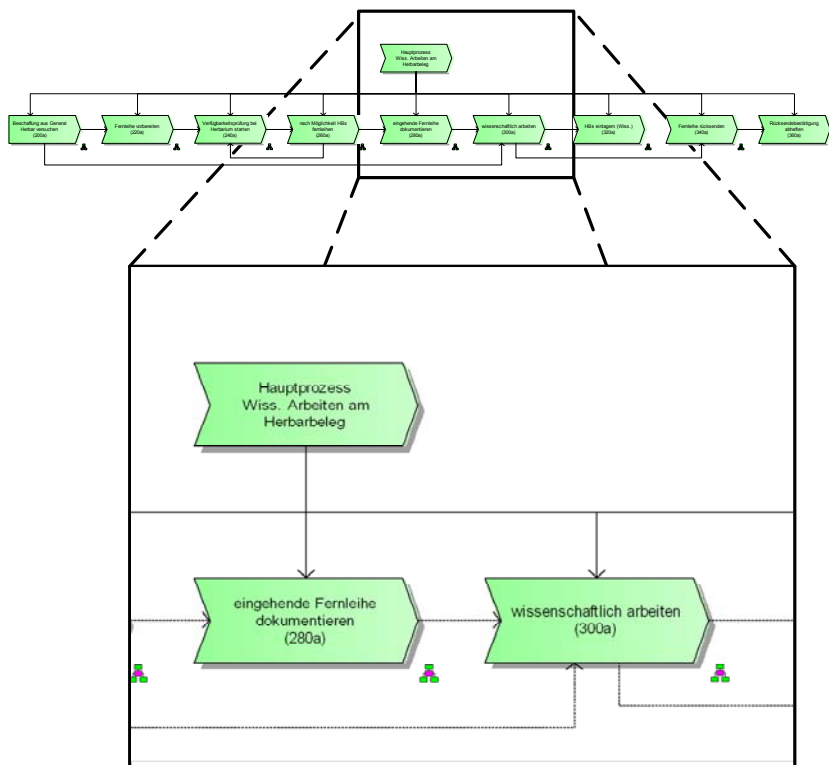 Hauptprozess
Wiss. Arbeiten am
Herbarbeleg
Beschaffung aus General
Herbar versuchen
(200a)
Fernleihe vorbereiten
(220a)
Verfügbarkeitsprüfung bei
Herbarium starten
(240a)
nach Möglichkeit HBs
fernleihen
(260a)
eingehende Fernleihe
dokumentieren
(280a)
wissenschaftlich arbeiten
(300a)
HBs einlagern (Wiss.)
(320a)
Fernleihe rücksenden
(340a)
Rücksendebestätigung
abheften
(360a)
Hauptprozess
Wiss. Arbeiten am
Herbarbeleg
eingehende Fernleihe
dokumentieren
(280a)
wissenschaftlich arbeiten
(300a)